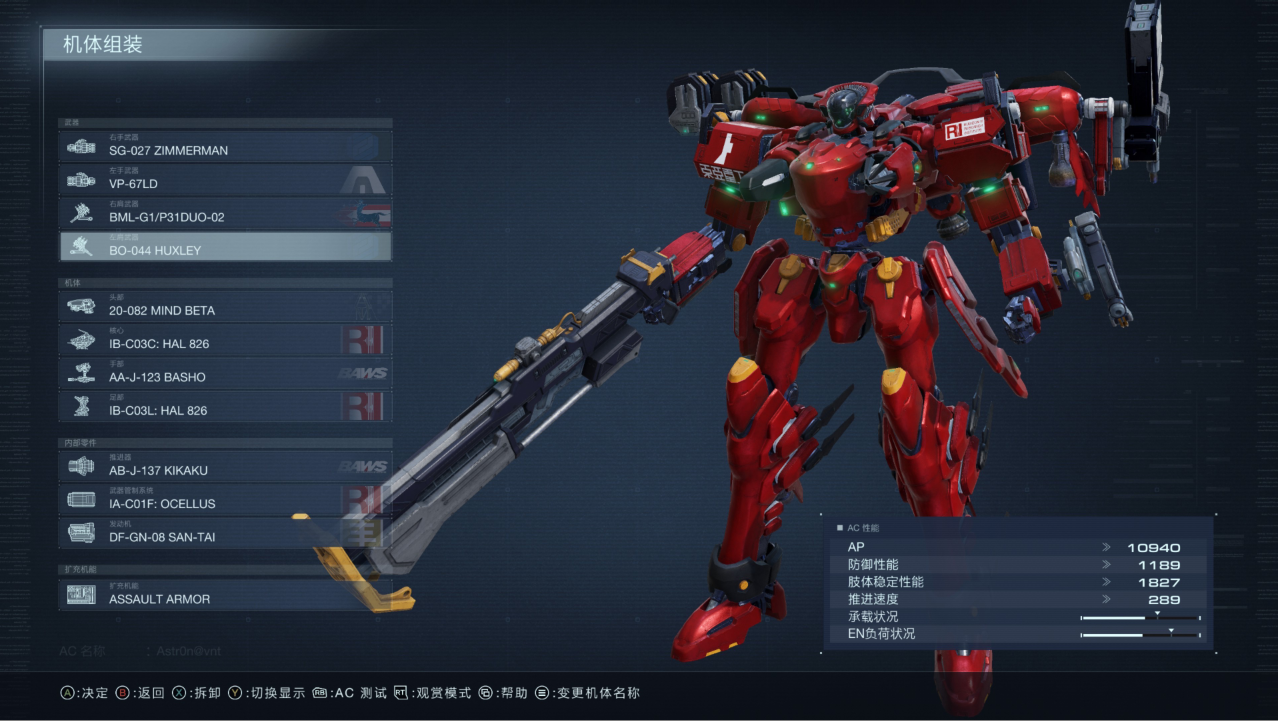 机体组装
武器
右手武器
SG-027 ZIMMERMAN
左手武器
VP-67LD
右肩武器
BML-G1/P31DUO-02
左肩武器
BO-044 HUXLEY
机体
头部
20-082 MIND BETA
核心
IB-C03C: HAL 826
RI
手部
AA-J-123 BASHO
BAWS
足部
IB-C03L: HAL 826
RI
内部零件
推进器
AB-J-137 KIKAKU
BAWS
武器管制系统
IA-C01F: OCELLUS
RI
发动机
DF-GN-08 SAN-TAI
扩充机能
扩充机能
ASSAULT ARMOR
AC 名称 : Astr0n@vnt
RI
AC 性能
AP 10940
防御性能 1189
肢体稳定性能 1827
推进速度 289
承载状况
EN负荷状况
A:决定 B:返回 X:拆卸 Y:切换显示 RB:AC 测试 RT:观赏模式 :帮助 :变更机体名称